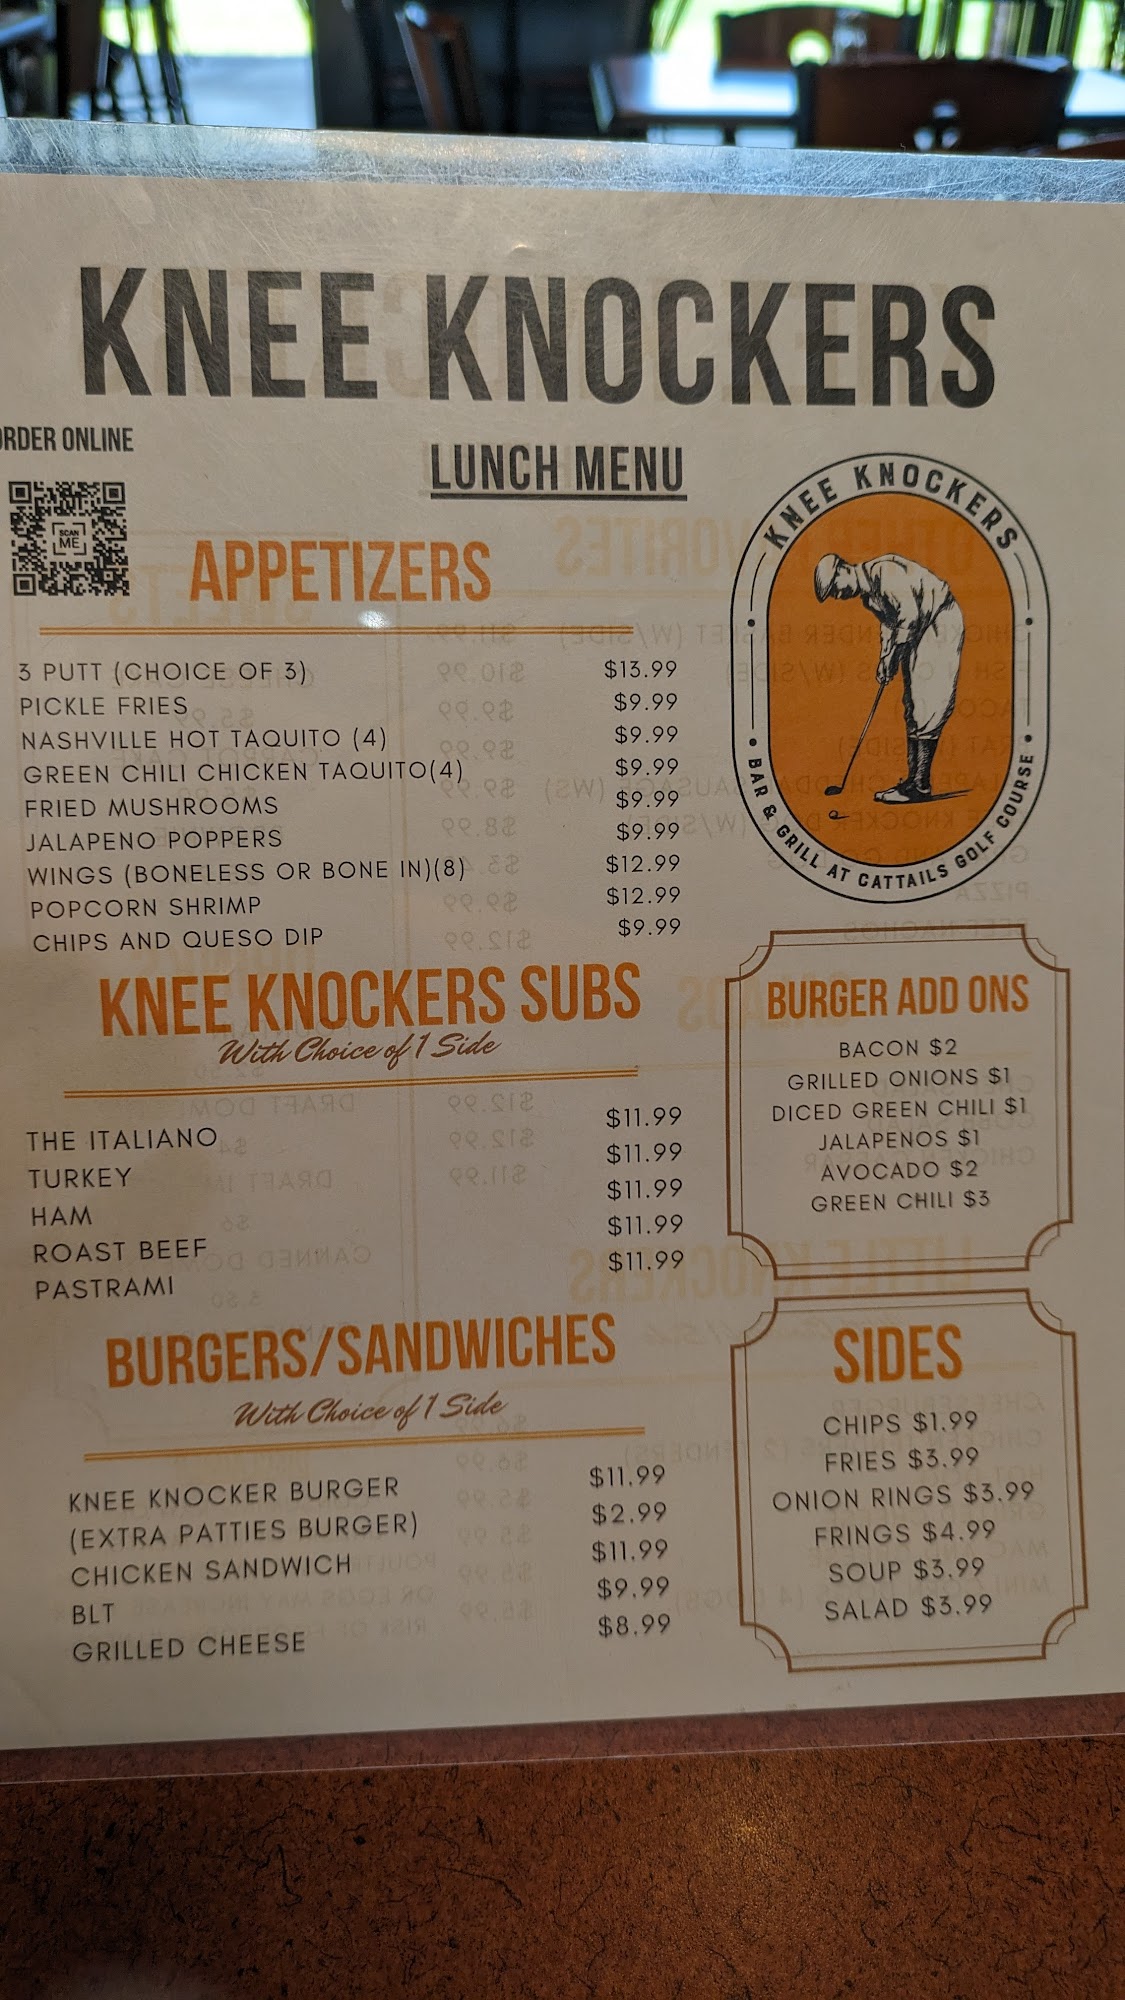 KNEE KNOCKERS
ORDER ONLINE
SCAN
ME
LUNCH MENU
KNEE KNOCKERS
• BAR & GRILL AT CATTAILS GOLF COURSE •
APPETIZERS
3 PUTT (CHOICE OF 3) $13.99
PICKLE FRIES $9.99
NASHVILLE HOT TAQUITO (4) $9.99
GREEN CHILI CHICKEN TAQUITO(4) $9.99
FRIED MUSHROOMS $9.99
JALAPENO POPPERS $9.99
WINGS (BONELESS OR BONE IN)(8) $12.99
POPCORN SHRIMP $12.99
CHIPS AND QUESO DIP $9.99
KNEE KNOCKERS SUBS
With Choice of 1 Side
THE ITALIANO $11.99
TURKEY $11.99
HAM $11.99
ROAST BEEF $11.99
PASTRAMI $11.99
BURGERS/SANDWICHES
With Choice of 1 Side
KNEE KNOCKER BURGER $11.99
(EXTRA PATTIES BURGER) $2.99
CHICKEN SANDWICH $11.99
BLT $9.99
GRILLED CHEESE $8.99
BURGER ADD ONS
BACON $2
GRILLED ONIONS $1
DICED GREEN CHILI $1
JALAPENOS $1
AVOCADO $2
GREEN CHILI $3
SIDES
CHIPS $1.99
FRIES $3.99
ONION RINGS $3.99
FRINGS $4.99
SOUP $3.99
SALAD $3.99